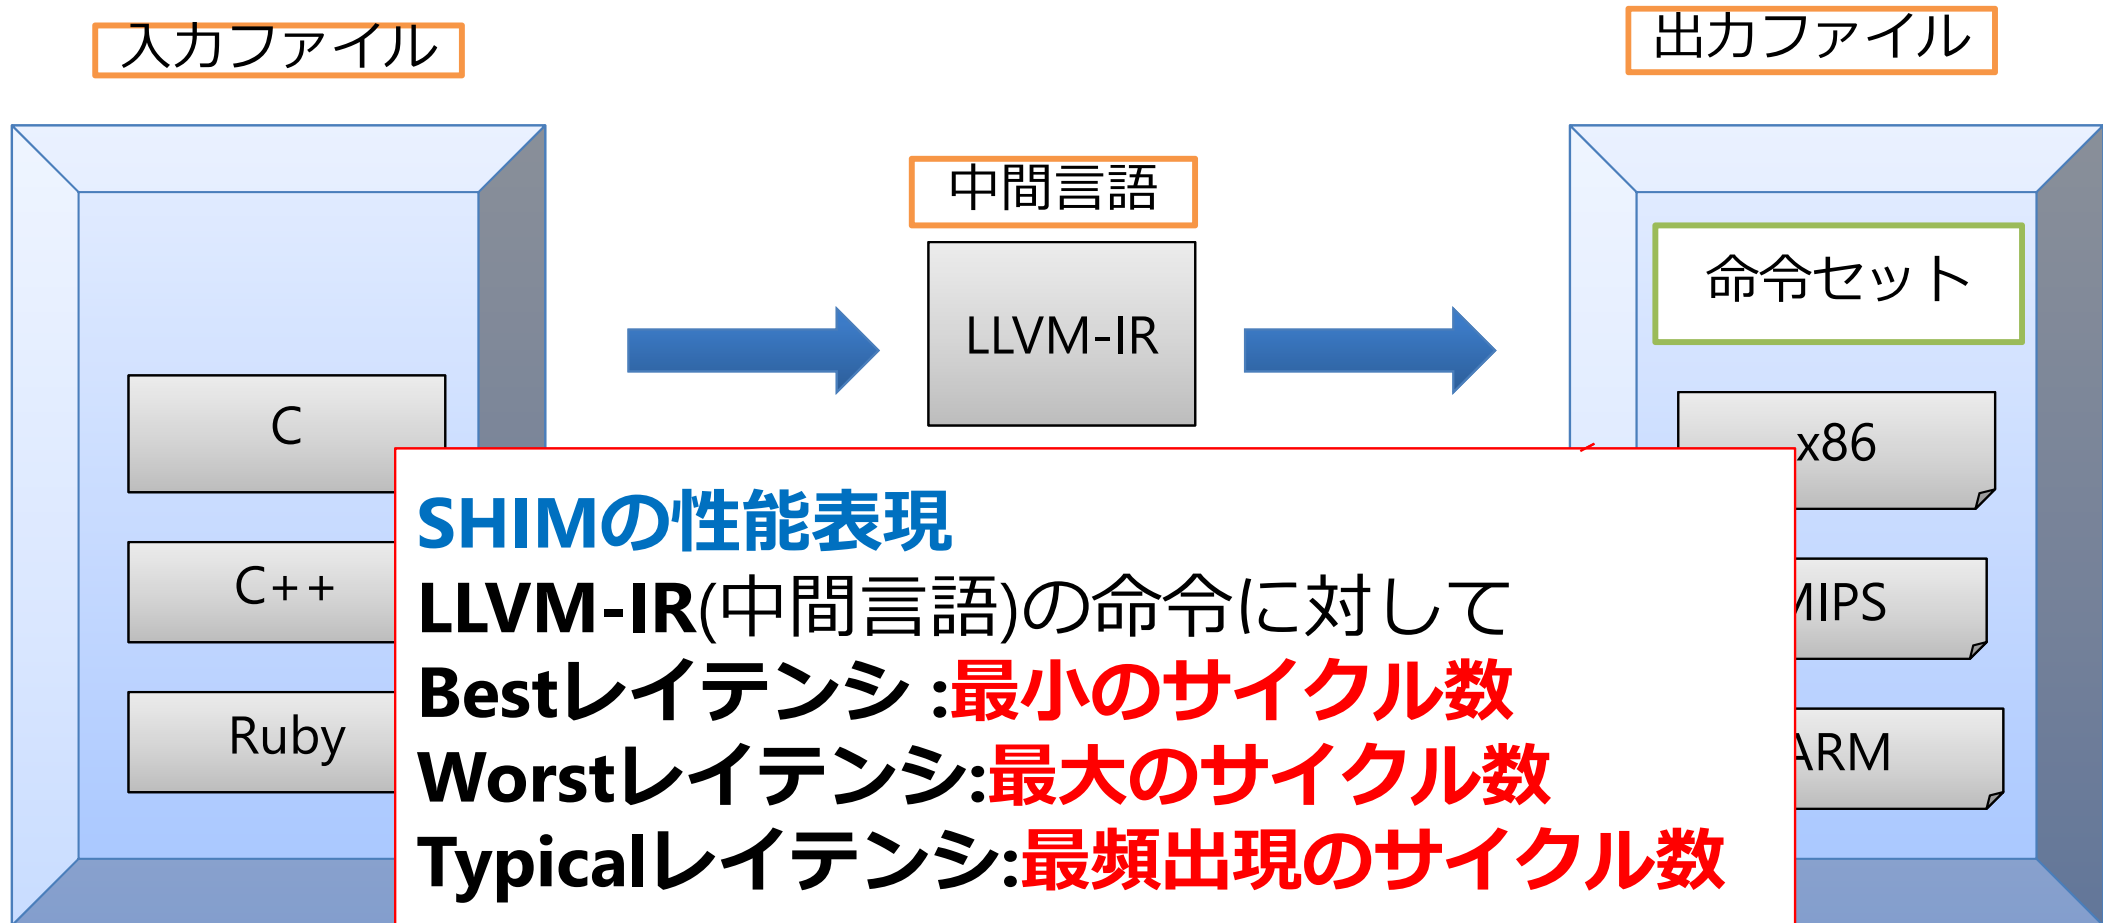 入力ファイル
出力ファイル
中間言語
命令セット
LLVM-IR
C
x86
C++
MIPS
Ruby
ARM
SHIMの性能表現
LLVM-IR(中間言語)の命令に対して
Bestレイテンシ :最小のサイクル数
Worstレイテンシ:最大のサイクル数
Typicalレイテンシ:最頻出現のサイクル数